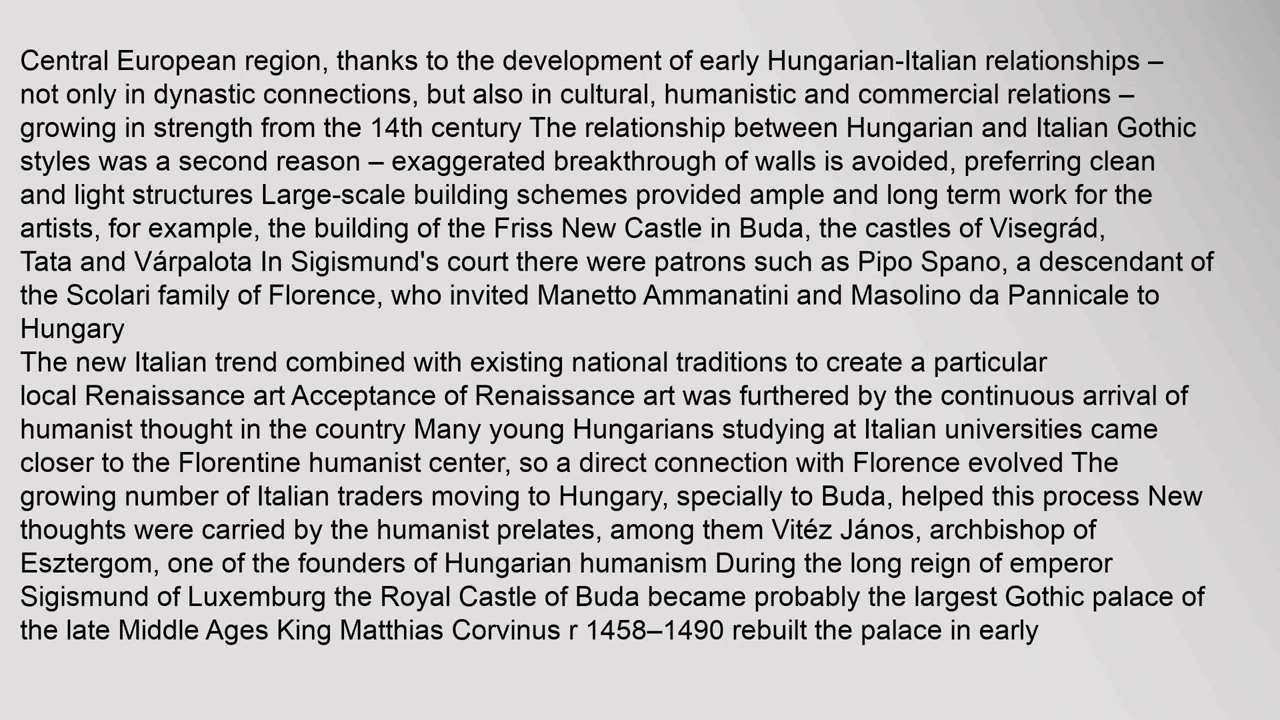 Central European region, thanks to the development of early Hungarian-Italian relationships –
not only in dynastic connections, but also in cultural, humanistic and commercial relations –
growing in strength from the 14th century The relationship between Hungarian and Italian Gothic
styles was a second reason – exaggerated breakthrough of walls is avoided, preferring clean
and light structures Large-scale building schemes provided ample and long term work for the
artists, for example, the building of the Friss New Castle in Buda, the castles of Visegrád,
Tata and Várpalota In Sigismund's court there were patrons such as Pipo Spano, a descendant of
the Scolari family of Florence, who invited Manetto Ammanatini and Masolino da Pannicale to
Hungary
The new Italian trend combined with existing national traditions to create a particular
local Renaissance art Acceptance of Renaissance art was furthered by the continuous arrival of
humanist thought in the country Many young Hungarians studying at Italian universities came
closer to the Florentine humanist center, so a direct connection with Florence evolved The
growing number of Italian traders moving to Hungary, specially to Buda, helped this process New
thoughts were carried by the humanist prelates, among them Vitéz János, archbishop of
Esztergom, one of the founders of Hungarian humanism During the long reign of emperor
Sigismund of Luxemburg the Royal Castle of Buda became probably the largest Gothic palace of
the late Middle Ages King Matthias Corvinus r 1458–1490 rebuilt the palace in early